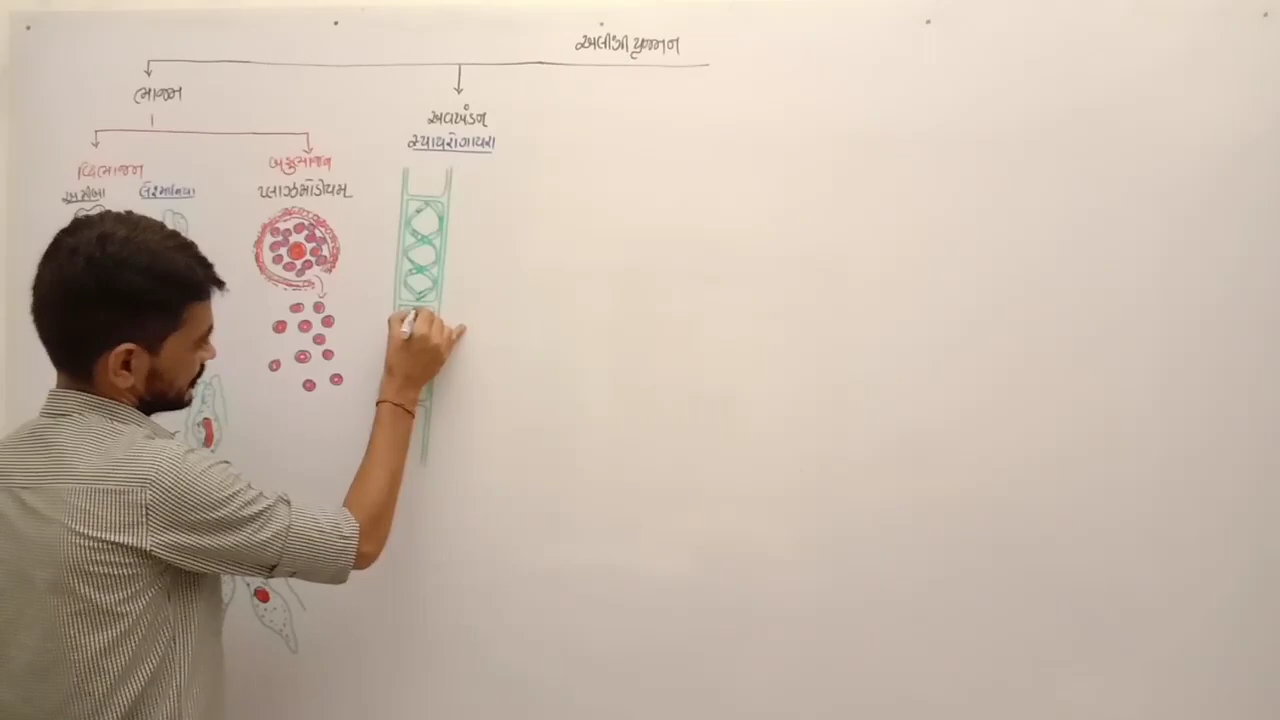 અલીંગી પ્રજનન
ભાજન
અવખંડન
સ્પાયરોગાયરા
દ્વિભાજન
બહુભાજન
અમીબા
લેશ્માનિયા
પ્લાઝમોડીયમ